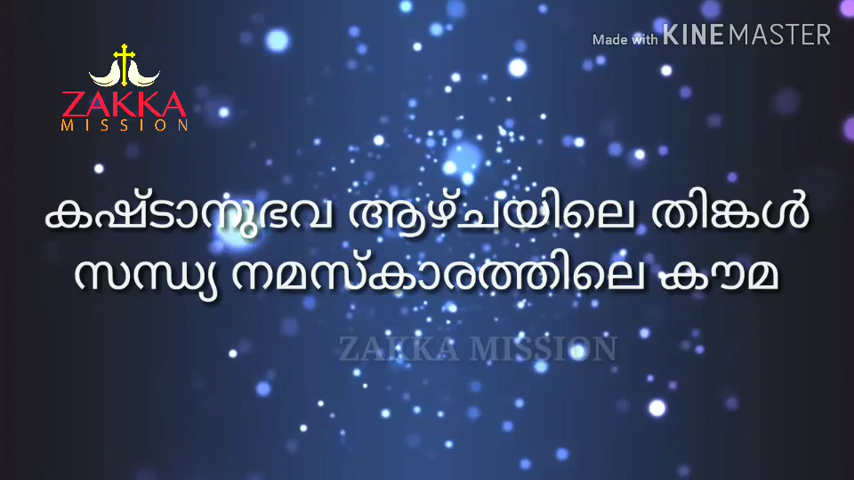 Made with KINEMASTER
ZAKKA
MISSION
കഷ്ടാനുഭവ ആഴ്ചയിലെ തിങ്കൾ
സന്ധ്യ നമസ്കാരത്തിലെ കൗമ
ZAKKA MISSION